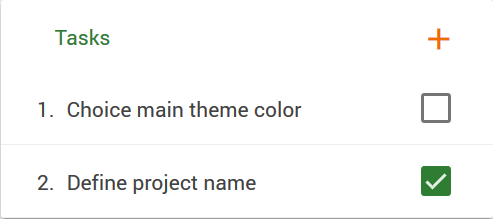 Tasks
1. Choice main theme color
2. Define project name